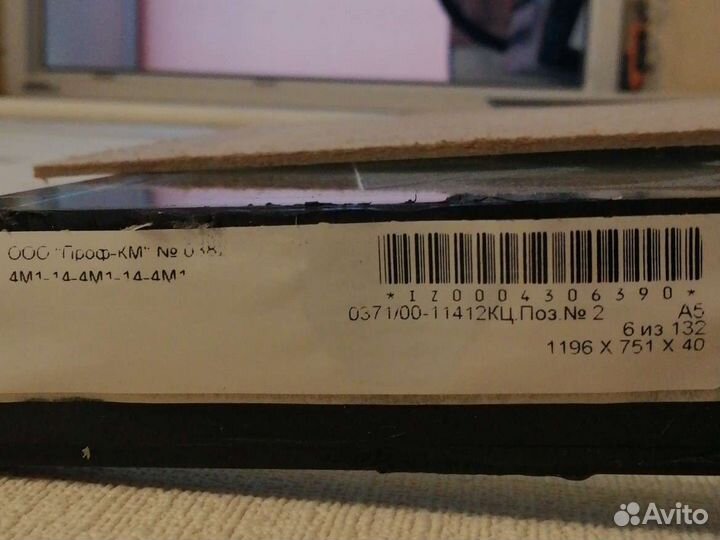 ООО "Проф-КМ" № 0382
4М1-14-4М1-14-4М1
*IZ0004306390*
0371/00-11412КЦ.Поз.№ 2 А5
6 из 132
1196 X 751 X 40
Avito